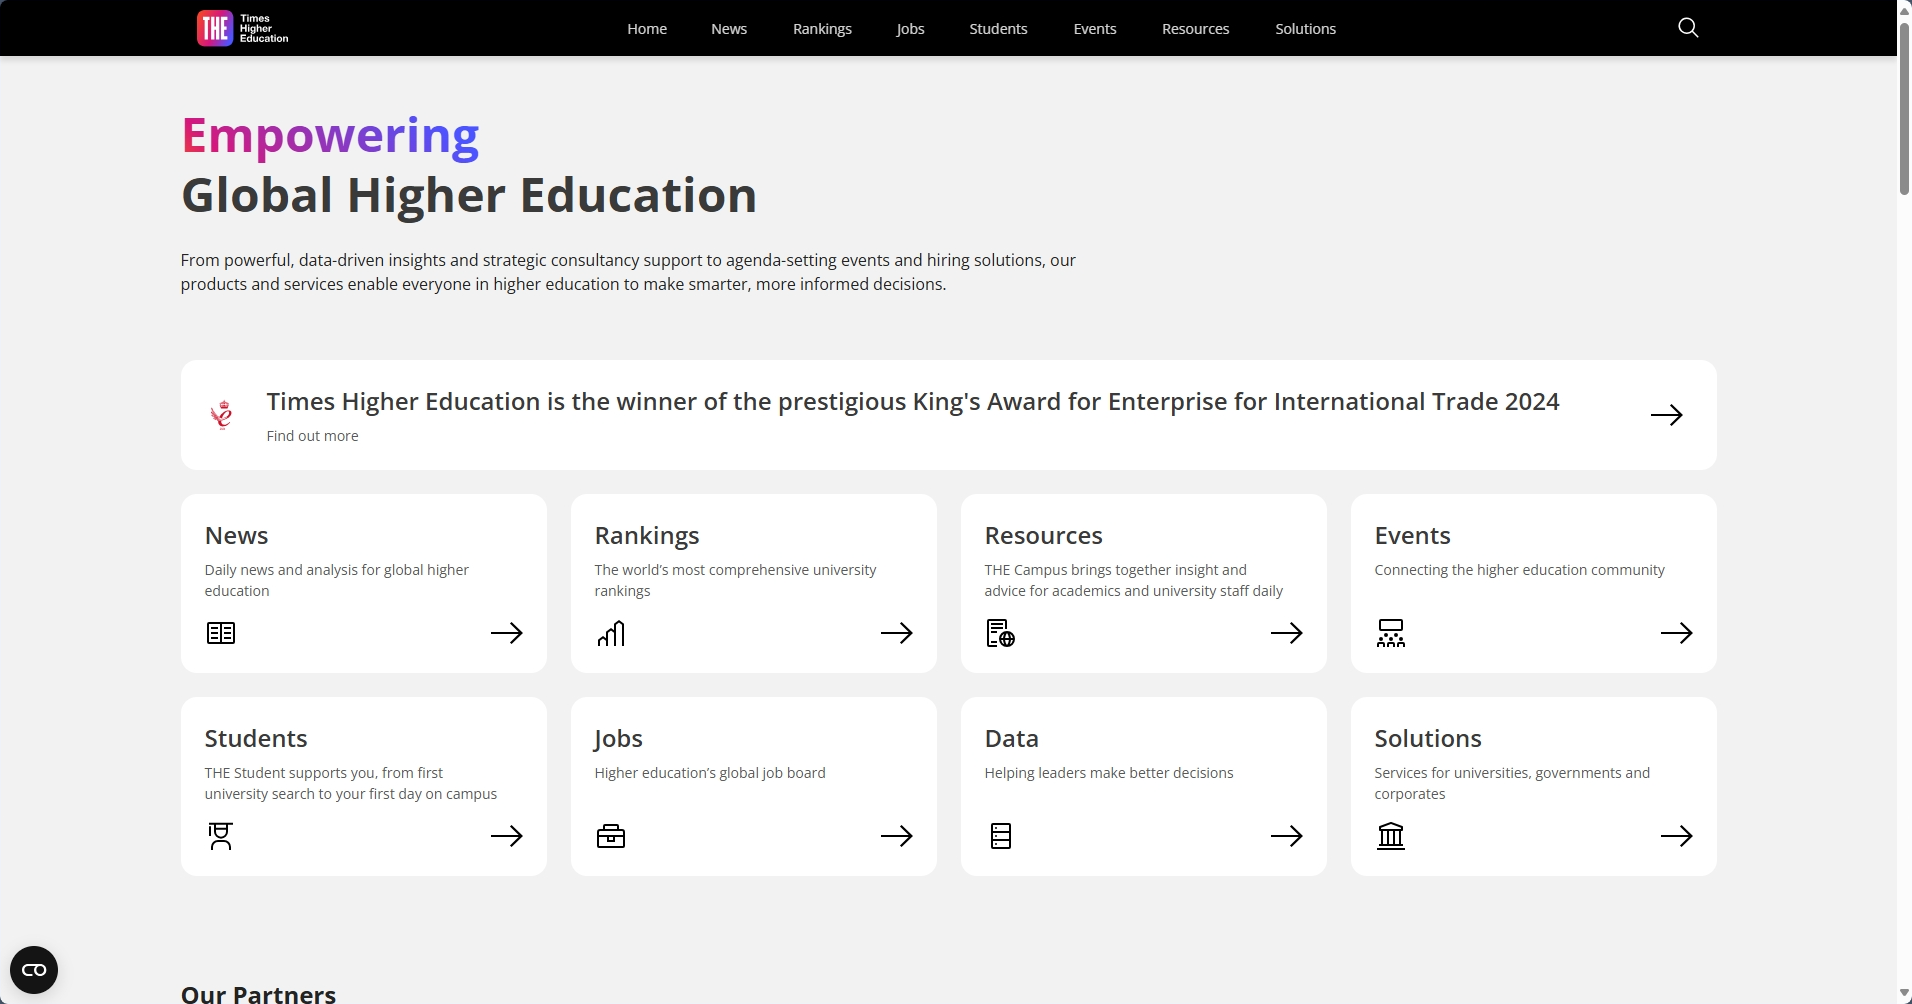 THE Times
Higher
Education
Home News Rankings Jobs Students Events Resources Solutions
Empowering
Global Higher Education
From powerful, data-driven insights and strategic consultancy support to agenda-setting events and hiring solutions, our
products and services enable everyone in higher education to make smarter, more informed decisions.
Times Higher Education is the winner of the prestigious King's Award for Enterprise for International Trade 2024
Find out more
News
Daily news and analysis for global higher
education
Rankings
The world’s most comprehensive university
rankings
Resources
THE Campus brings together insight and
advice for academics and university staff daily
Events
Connecting the higher education community
Students
THE Student supports you, from first
university search to your first day on campus
Jobs
Higher education’s global job board
Data
Helping leaders make better decisions
Solutions
Services for universities, governments and
corporates
Our Partners